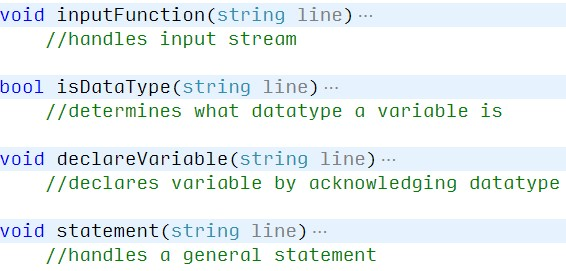 void inputFunction(string line)...
//handles input stream
bool isDataType(string line)...
//determines what datatype a variable is
void declareVariable(string line)...
//declares variable by acknowledging datatype
void statement(string line)...
//handles a general statement